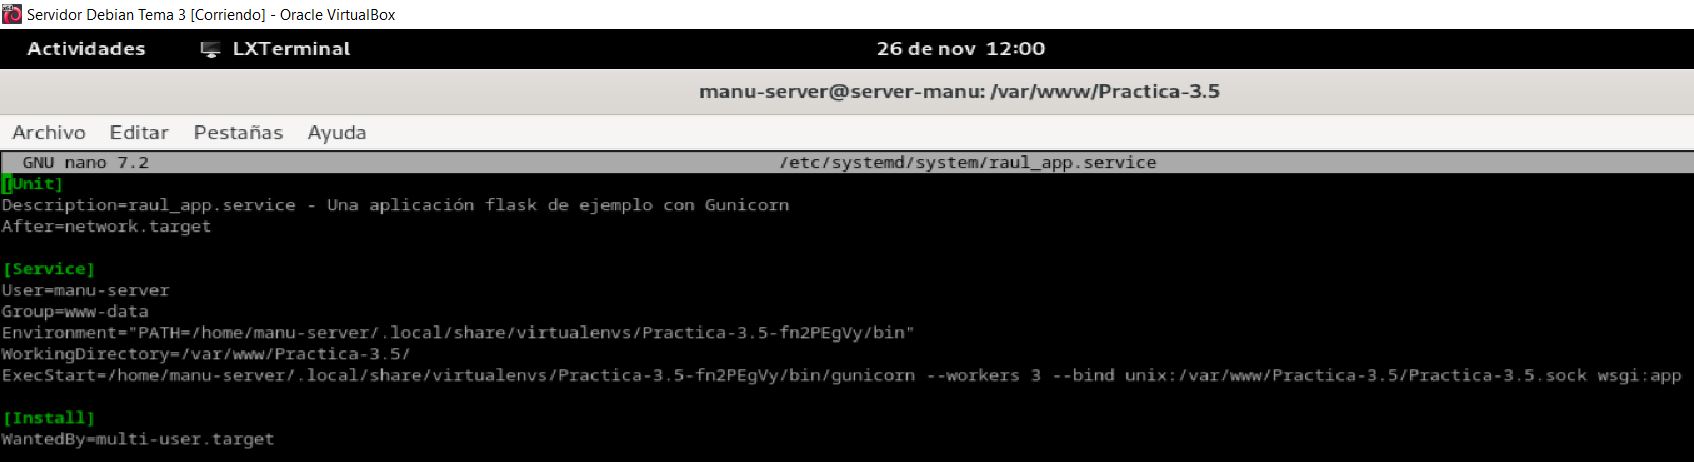 Servidor Debian Tema 3 [Corriendo] - Oracle VirtualBox
Actividades LXTerminal 26 de nov 12:00
manu-server@server-manu: /var/www/Practica-3.5
Archivo Editar Pestañas Ayuda
GNU nano 7.2 /etc/systemd/system/raul_app.service
[Unit]
Description=raul_app.service - Una aplicación flask de ejemplo con Gunicorn
After=network.target
[Service]
User=manu-server
Group=www-data
Environment="PATH=/home/manu-server/.local/share/virtualenvs/Practica-3.5-fn2PEgVy/bin"
WorkingDirectory=/var/www/Practica-3.5/
ExecStart=/home/manu-server/.local/share/virtualenvs/Practica-3.5-fn2PEgVy/bin/gunicorn --workers 3 --bind unix:/var/www/Practica-3.5/Practica-3.5.sock wsgi:app
[Install]
WantedBy=multi-user.target